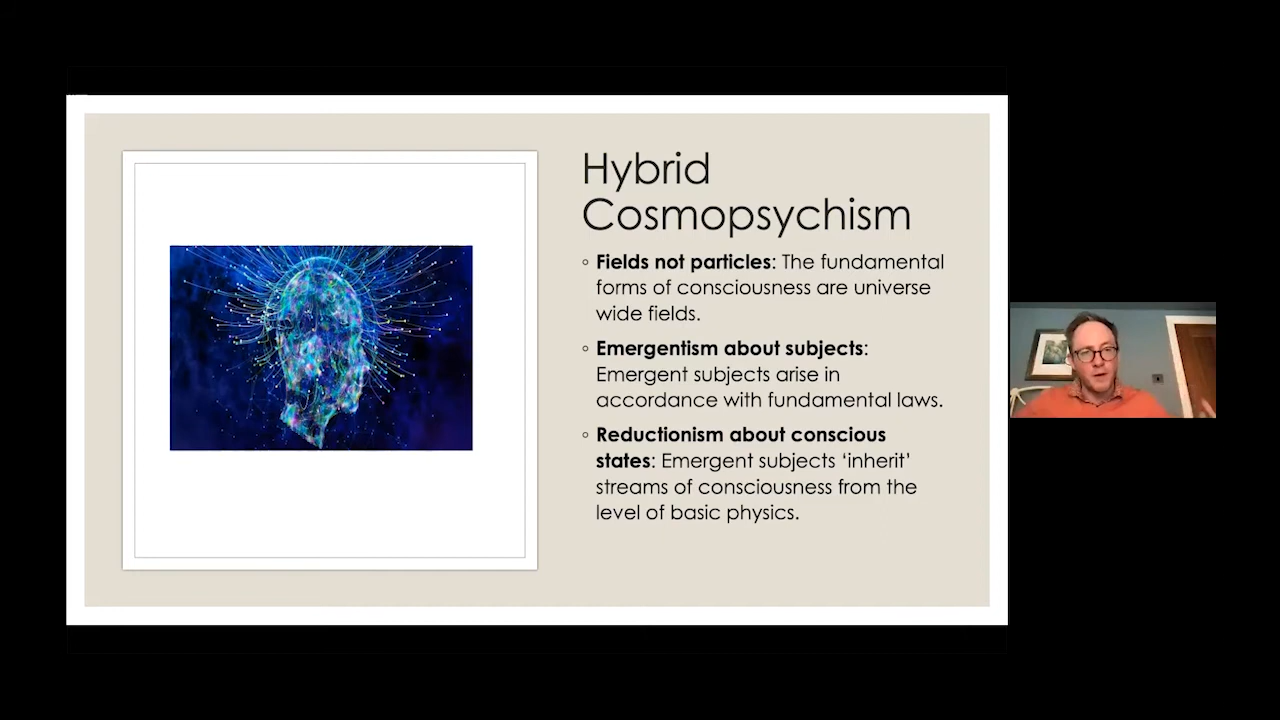 Hybrid
Cosmopsychism
◦ Fields not particles: The fundamental
forms of consciousness are universe
wide fields.
◦ Emergentism about subjects:
Emergent subjects arise in
accordance with fundamental laws.
◦ Reductionism about conscious
states: Emergent subjects ‘inherit’
streams of consciousness from the
level of basic physics.